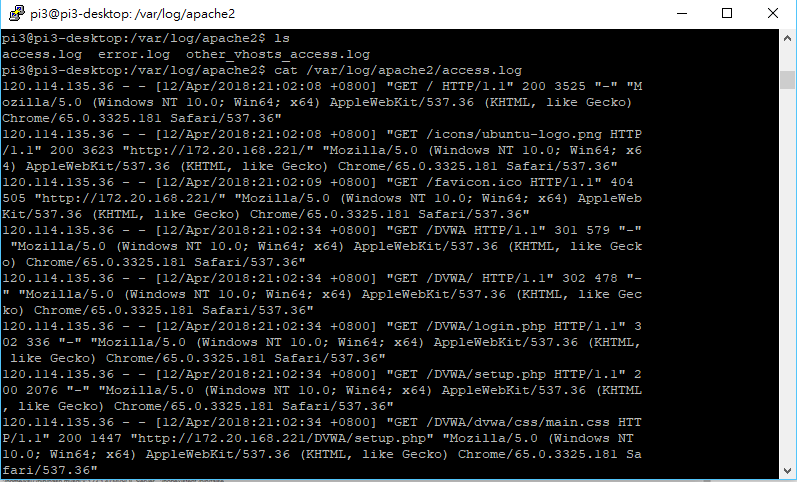 pi3@pi3-desktop: /var/log/apache2
pi3@pi3-desktop:/var/log/apache2$ ls
access.log  error.log  other_vhosts_access.log
pi3@pi3-desktop:/var/log/apache2$ cat /var/log/apache2/access.log
120.114.135.36 - - [12/Apr/2018:21:02:08 +0800] "GET / HTTP/1.1" 200 3525 "-" "M
ozilla/5.0 (Windows NT 10.0; Win64; x64) AppleWebKit/537.36 (KHTML, like Gecko)
Chrome/65.0.3325.181 Safari/537.36"
120.114.135.36 - - [12/Apr/2018:21:02:08 +0800] "GET /icons/ubuntu-logo.png HTTP
/1.1" 200 3623 "http://172.20.168.221/" "Mozilla/5.0 (Windows NT 10.0; Win64; x6
4) AppleWebKit/537.36 (KHTML, like Gecko) Chrome/65.0.3325.181 Safari/537.36"
120.114.135.36 - - [12/Apr/2018:21:02:09 +0800] "GET /favicon.ico HTTP/1.1" 404
505 "http://172.20.168.221/" "Mozilla/5.0 (Windows NT 10.0; Win64; x64) AppleWeb
Kit/537.36 (KHTML, like Gecko) Chrome/65.0.3325.181 Safari/537.36"
120.114.135.36 - - [12/Apr/2018:21:02:34 +0800] "GET /DVWA HTTP/1.1" 301 579 "-"
 "Mozilla/5.0 (Windows NT 10.0; Win64; x64) AppleWebKit/537.36 (KHTML, like Geck
o) Chrome/65.0.3325.181 Safari/537.36"
120.114.135.36 - - [12/Apr/2018:21:02:34 +0800] "GET /DVWA/ HTTP/1.1" 302 478 "-
" "Mozilla/5.0 (Windows NT 10.0; Win64; x64) AppleWebKit/537.36 (KHTML, like Gec
ko) Chrome/65.0.3325.181 Safari/537.36"
120.114.135.36 - - [12/Apr/2018:21:02:34 +0800] "GET /DVWA/login.php HTTP/1.1" 3
02 336 "-" "Mozilla/5.0 (Windows NT 10.0; Win64; x64) AppleWebKit/537.36 (KHTML,
 like Gecko) Chrome/65.0.3325.181 Safari/537.36"
120.114.135.36 - - [12/Apr/2018:21:02:34 +0800] "GET /DVWA/setup.php HTTP/1.1" 2
00 2076 "-" "Mozilla/5.0 (Windows NT 10.0; Win64; x64) AppleWebKit/537.36 (KHTML
, like Gecko) Chrome/65.0.3325.181 Safari/537.36"
120.114.135.36 - - [12/Apr/2018:21:02:34 +0800] "GET /DVWA/dvwa/css/main.css HTT
P/1.1" 200 1447 "http://172.20.168.221/DVWA/setup.php" "Mozilla/5.0 (Windows NT
10.0; Win64; x64) AppleWebKit/537.36 (KHTML, like Gecko) Chrome/65.0.3325.181 Sa
fari/537.36"